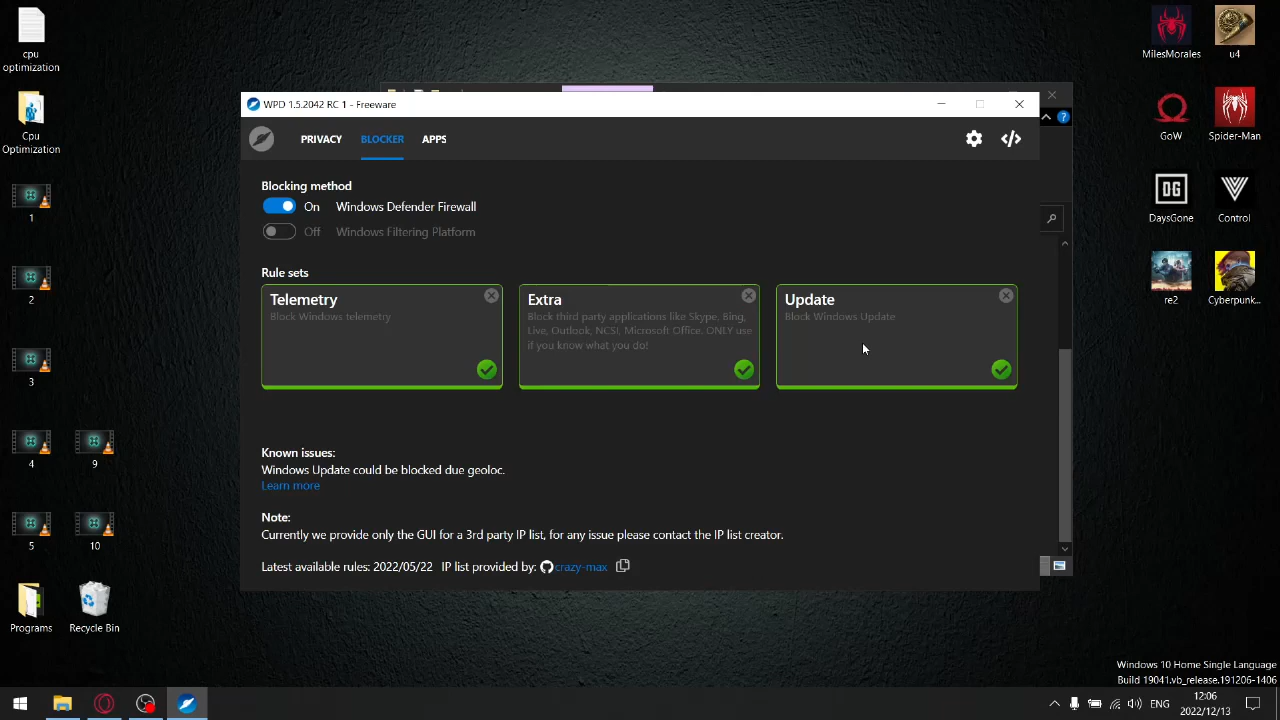 cpu
optimization
Cpu
Optimization
1
2
3
4
9
5
10
Programs
Recycle Bin
WPD 1.5.2042 RC 1 - Freeware
PRIVACY
BLOCKER
APPS
Blocking method
On
Windows Defender Firewall
Off
Windows Filtering Platform
Rule sets
Telemetry
Block Windows telemetry
Extra
Block third party applications like Skype, Bing,
Live, Outlook, NCSI, Microsoft Office. ONLY use
if you know what you do!
Update
Block Windows Update
Known issues:
Windows Update could be blocked due geoloc.
Learn more
Note:
Currently we provide only the GUI for a 3rd party IP list, for any issue please contact the IP list creator.
Latest available rules: 2022/05/22 IP list provided by: crazy-max
MilesMorales
u4
GoW
Spider-Man
DG
DaysGone
Control
re2
Cyberpunk...
Windows 10 Home Single Language
Build 19041.vb_release.191206-1406
ENG
12:06
2022/12/13